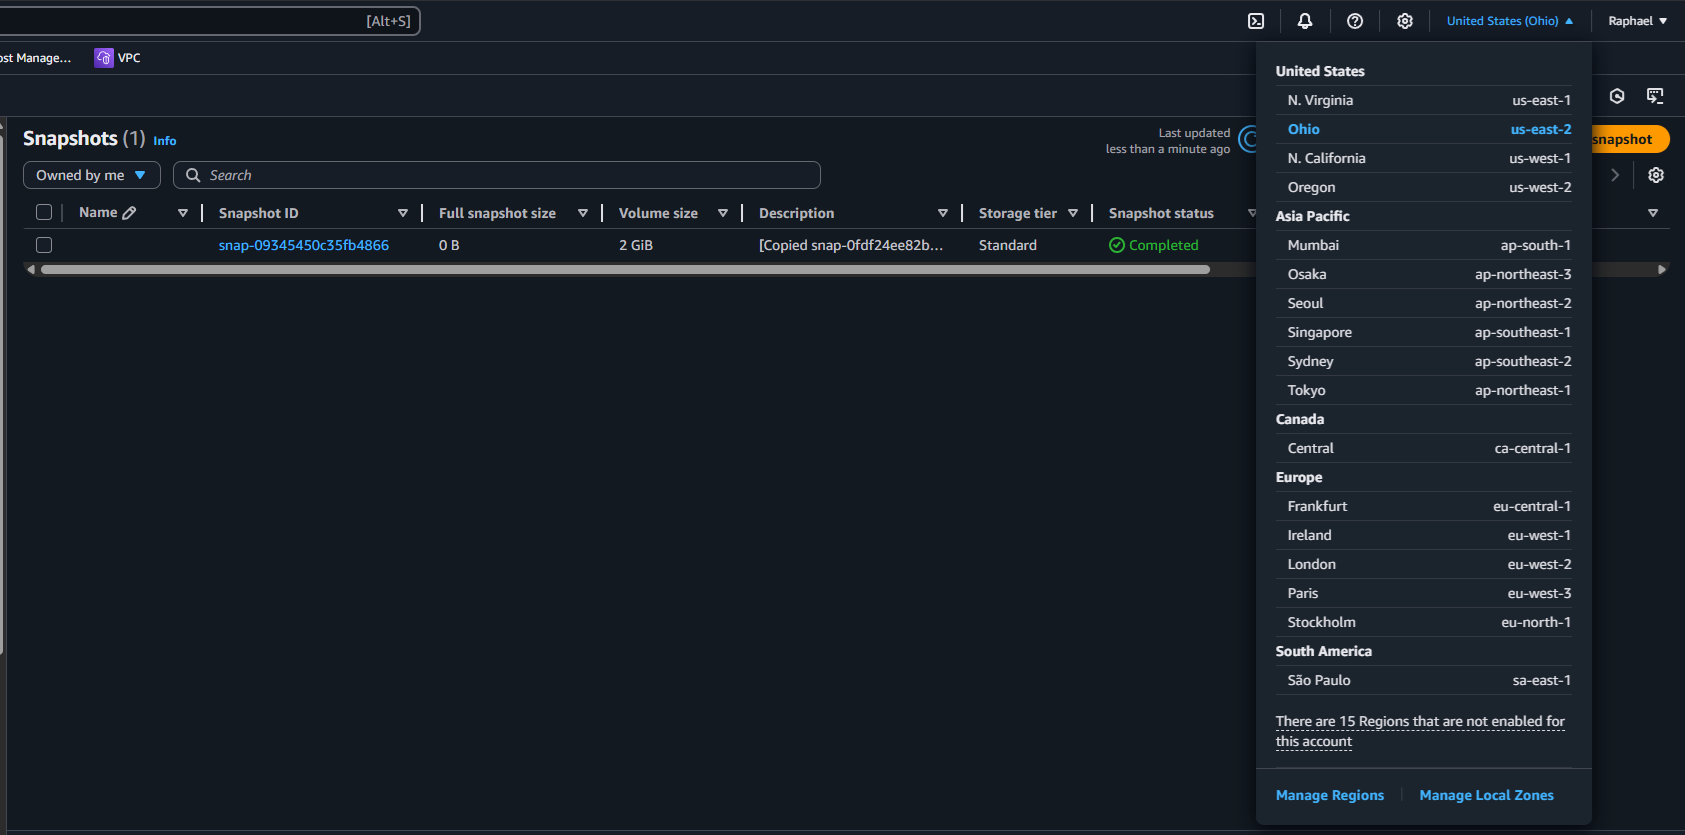 [Alt+S]
United States (Ohio)
Raphael
ost Manage...
VPC
Snapshots (1) Info
Last updated
less than a minute ago
snapshot
Owned by me
Search
Name
Snapshot ID
Full snapshot size
Volume size
Description
Storage tier
Snapshot status
snap-09345450c35fb4866
0 B
2 GiB
[Copied snap-0fdf24ee82b...
Standard
Completed
United States
N. Virginia us-east-1
Ohio us-east-2
N. California us-west-1
Oregon us-west-2
Asia Pacific
Mumbai ap-south-1
Osaka ap-northeast-3
Seoul ap-northeast-2
Singapore ap-southeast-1
Sydney ap-southeast-2
Tokyo ap-northeast-1
Canada
Central ca-central-1
Europe
Frankfurt eu-central-1
Ireland eu-west-1
London eu-west-2
Paris eu-west-3
Stockholm eu-north-1
South America
São Paulo sa-east-1
There are 15 Regions that are not enabled for
this account
Manage Regions
Manage Local Zones